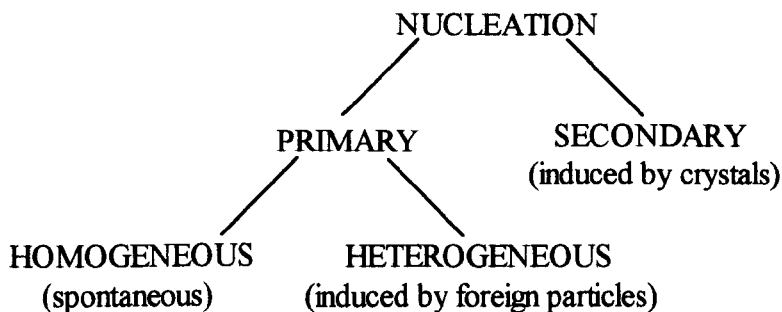 NUCLEATION
PRIMARY
SECONDARY
(induced by crystals)
HOMOGENEOUS
(spontaneous)
HETEROGENEOUS
(induced by foreign particles)